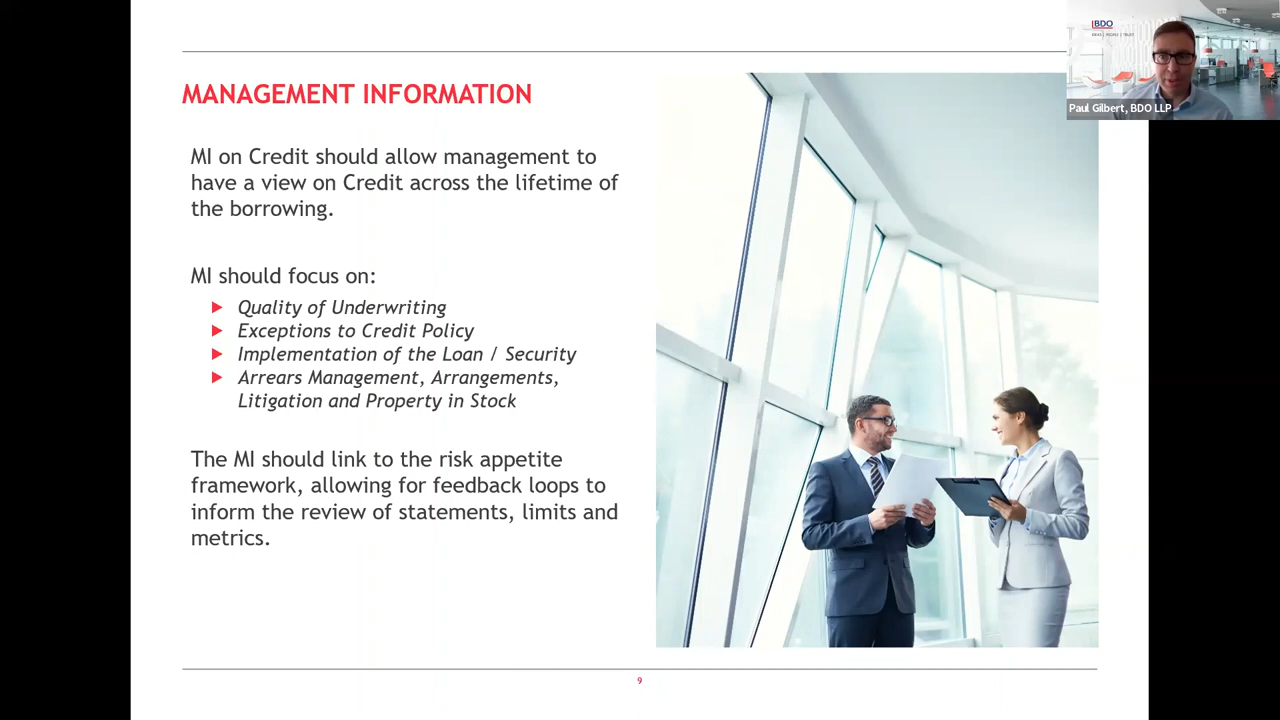 MANAGEMENT INFORMATION
MI on Credit should allow management to
have a view on Credit across the lifetime of
the borrowing.
MI should focus on:
Quality of Underwriting
Exceptions to Credit Policy
Implementation of the Loan / Security
Arrears Management, Arrangements,
Litigation and Property in Stock
The MI should link to the risk appetite
framework, allowing for feedback loops to
inform the review of statements, limits and
metrics.
9
BDO
IDEAS | PEOPLE | TRUST
Paul Gilbert, BDO LLP